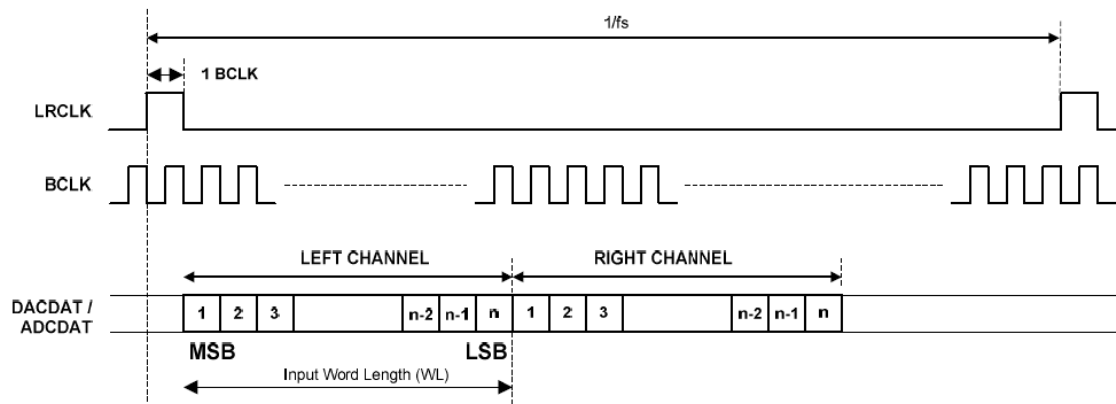 1/fs
1 BCLK
LRCLK
BCLK
LEFT CHANNEL RIGHT CHANNEL
DACDAT /
ADCDAT
1 2 3 n-2 n-1 n 1 2 3 n-2 n-1 n
MSB LSB
Input Word Length (WL)